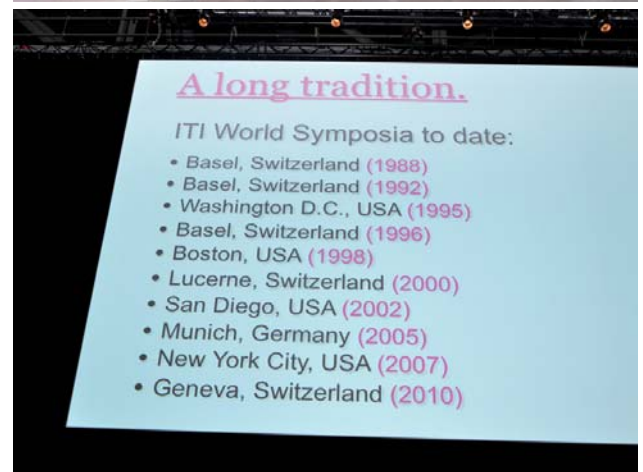 A long tradition.
ITI World Symposia to date:
• Basel, Switzerland (1988)
• Basel, Switzerland (1992)
• Washington D.C., USA (1995)
• Basel, Switzerland (1996)
• Boston, USA (1998)
• Lucerne, Switzerland (2000)
• San Diego, USA (2002)
• Munich, Germany (2005)
• New York City, USA (2007)
• Geneva, Switzerland (2010)